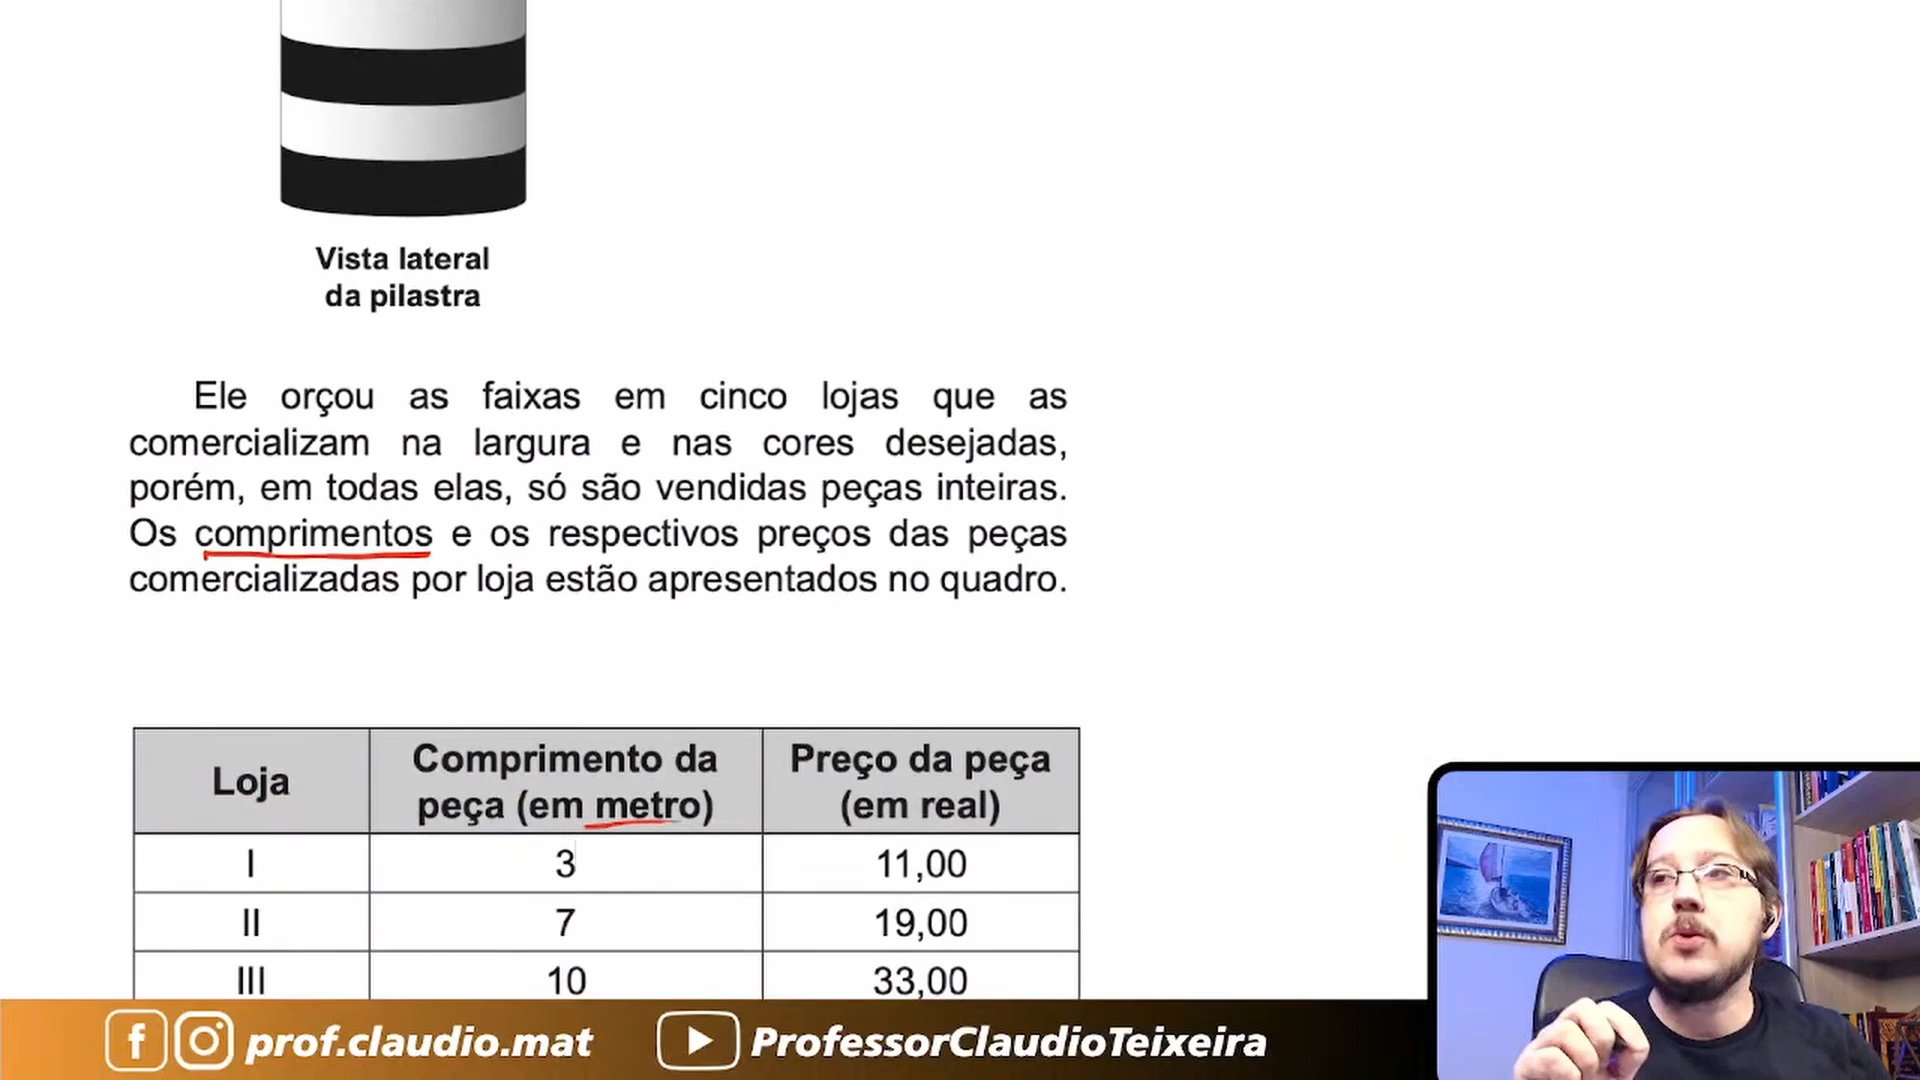 Vista lateral
da pilastra
Ele orçou as faixas em cinco lojas que as
comercializam na largura e nas cores desejadas,
porém, em todas elas, só são vendidas peças inteiras.
Os comprimentos e os respectivos preços das peças
comercializadas por loja estão apresentados no quadro.
Loja Comprimento da peça (em metro) Preço da peça (em real)
I 3 11,00
II 7 19,00
III 10 33,00
prof.claudio.mat ProfessorClaudioTeixeira